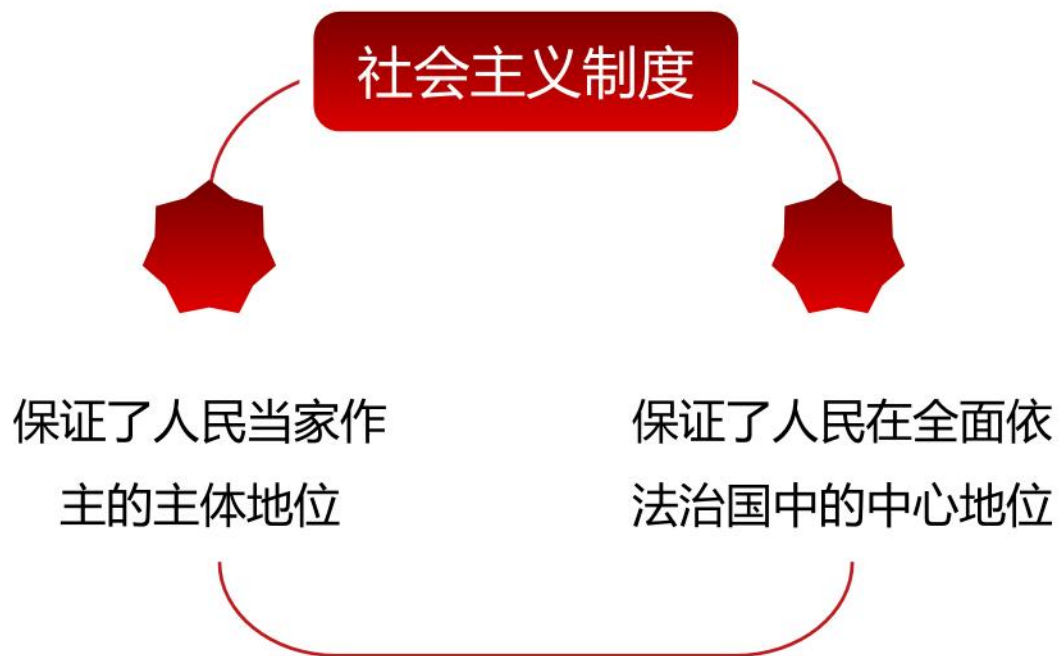 社会主义制度
保证了人民当家作
主的主体地位
保证了人民在全面依
法治国中的中心地位